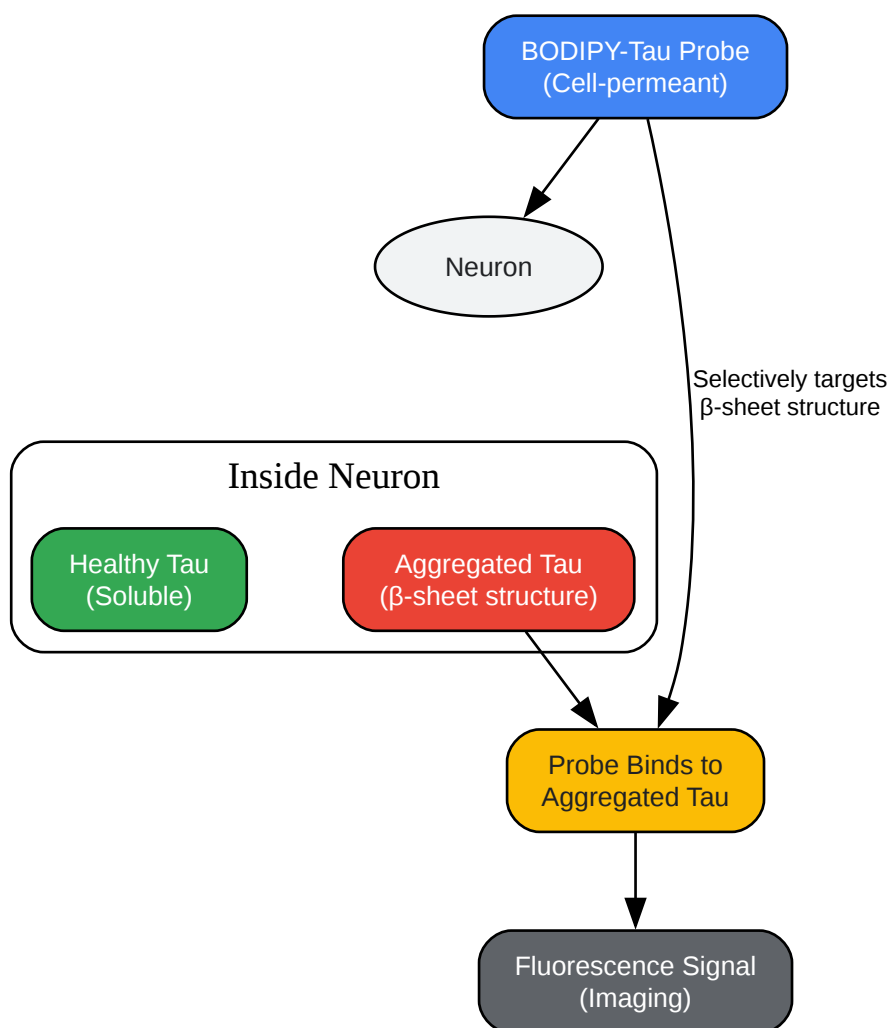 BODIPY-Tau Probe
(Cell-permeant)
Neuron
Selectively targets
β-sheet structure
Inside Neuron
Healthy Tau
(Soluble)
Aggregated Tau
(β-sheet structure)
Probe Binds to
Aggregated Tau
Fluorescence Signal
(Imaging)